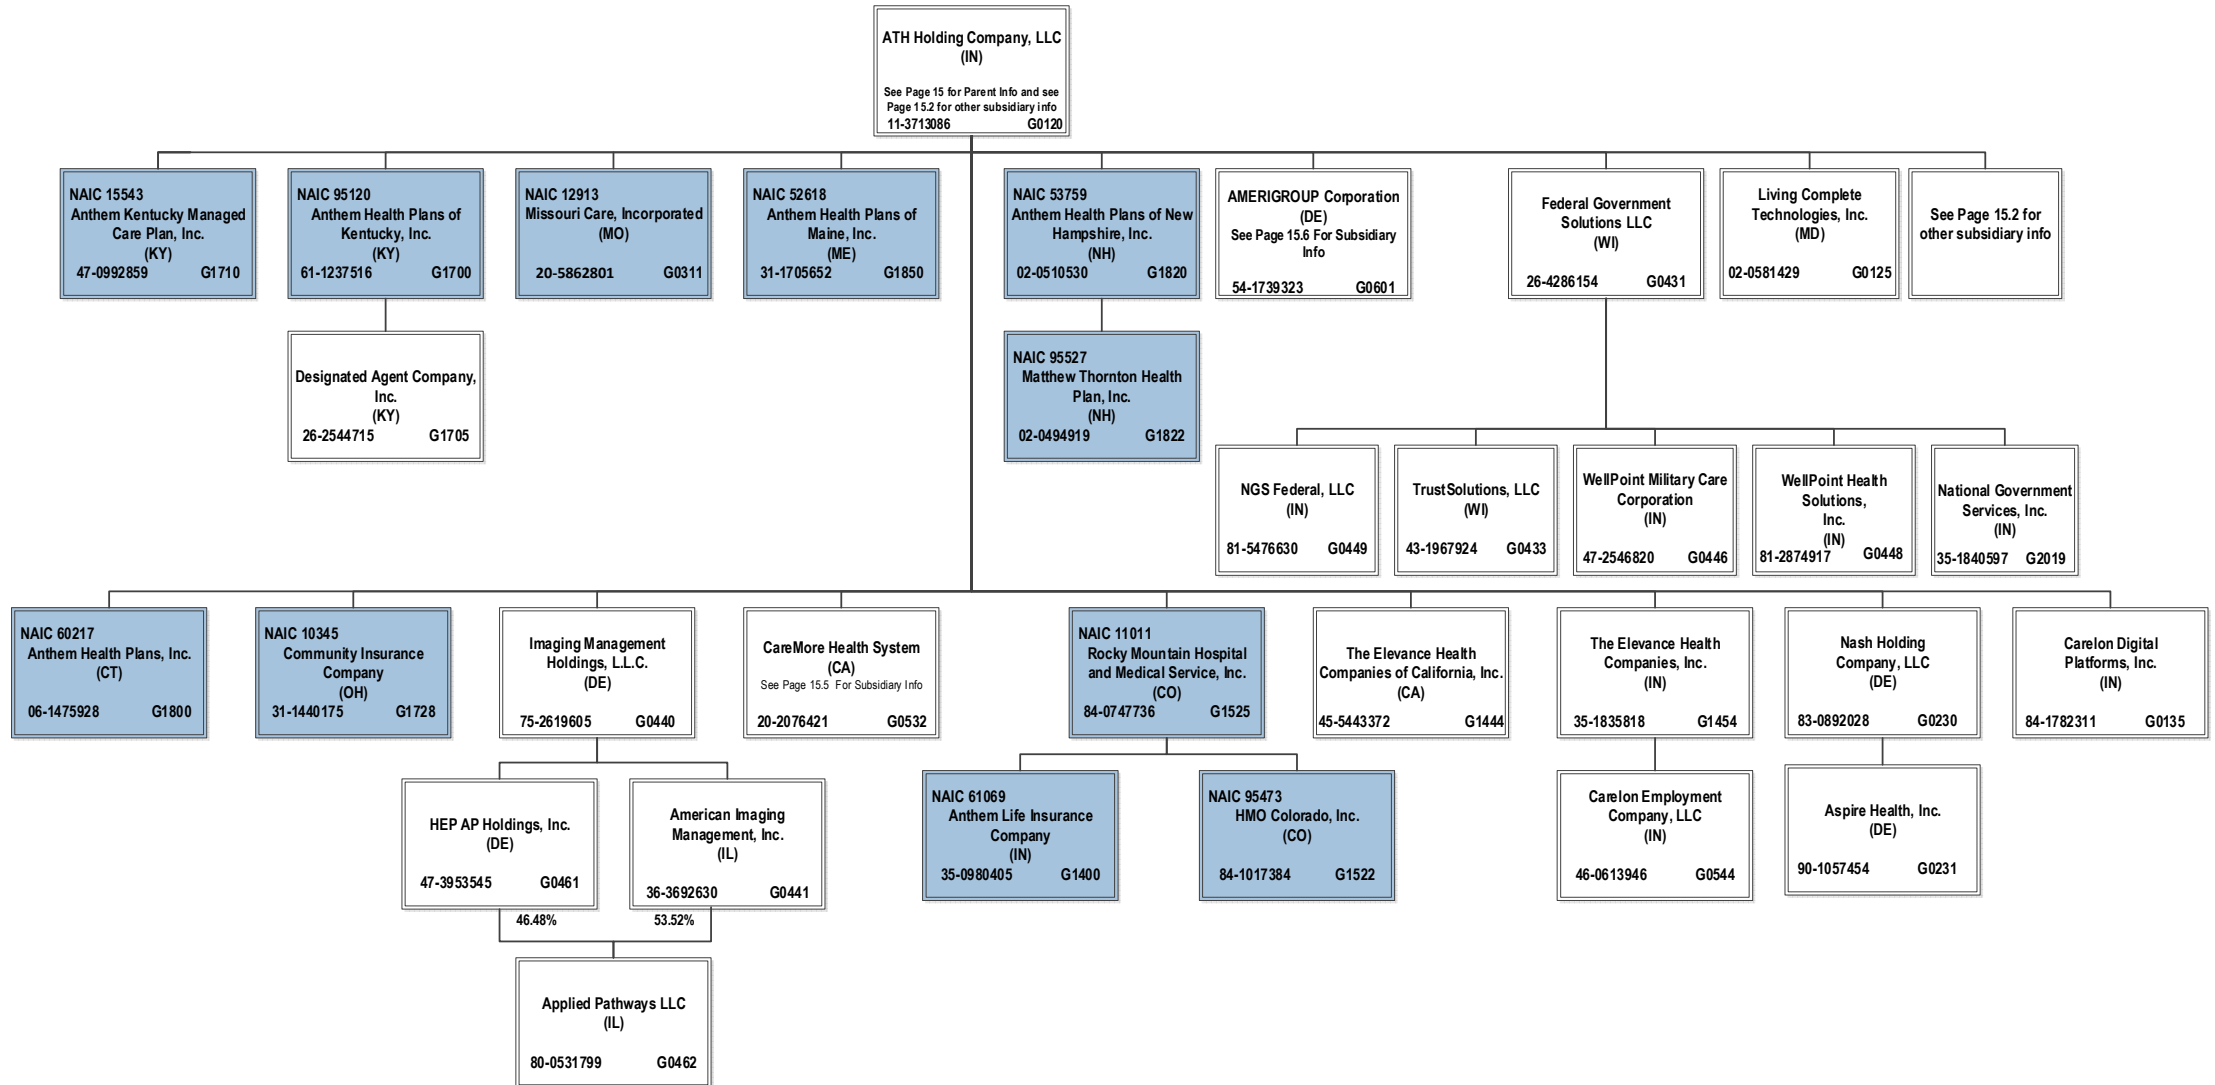 ATH Holding Company, LLC
(IN)
See Page 15 for Parent Info and see
Page 15.2 for other subsidiary info
11-3713086 G0120
NAIC 15543
Anthem Kentucky Managed
Care Plan, Inc.
(KY)
47-0992859 G1710
NAIC 95120
Anthem Health Plans of
Kentucky, Inc.
(KY)
61-1237516 G1700
NAIC 12913
Missouri Care, Incorporated
(MO)
20-5862801 G0311
NAIC 52618
Anthem Health Plans of
Maine, Inc.
(ME)
31-1705652 G1850
NAIC 53759
Anthem Health Plans of New
Hampshire, Inc.
(NH)
02-0510530 G1820
AMERIGROUP Corporation
(DE)
See Page 15.6 For Subsidiary
Info
54-1739323 G0601
Federal Government
Solutions LLC
(WI)
26-4286154 G0431
Living Complete
Technologies, Inc.
(MD)
02-0581429 G0125
See Page 15.2 for
other subsidiary info
Designated Agent Company,
Inc.
(KY)
26-2544715 G1705
NAIC 95527
Matthew Thornton Health
Plan, Inc.
(NH)
02-0494919 G1822
NGS Federal, LLC
(IN)
81-5476630 G0449
TrustSolutions, LLC
(WI)
43-1967924 G0433
WellPoint Military Care
Corporation
(IN)
47-2546820 G0446
WellPoint Health
Solutions,
Inc.
(IN)
81-2874917 G0448
National Government
Services, Inc.
(IN)
35-1840597 G2019
NAIC 60217
Anthem Health Plans, Inc.
(CT)
06-1475928 G1800
NAIC 10345
Community Insurance
Company
(OH)
31-1440175 G1728
Imaging Management
Holdings, L.L.C.
(DE)
75-2619605 G0440
CareMore Health System
(CA)
See Page 15.5 For Subsidiary Info
20-2076421 G0532
NAIC 11011
Rocky Mountain Hospital
and Medical Service, Inc.
(CO)
84-0747736 G1525
The Elevance Health
Companies of California, Inc.
(CA)
45-5443372 G1444
The Elevance Health
Companies, Inc.
(IN)
35-1835818 G1454
Nash Holding
Company, LLC
(DE)
83-0892028 G0230
Carelon Digital
Platforms, Inc.
(IN)
84-1782311 G0135
HEP AP Holdings, Inc.
(DE)
47-3953545 G0461
American Imaging
Management, Inc.
(IL)
36-3692630 G0441
NAIC 61069
Anthem Life Insurance
Company
(IN)
35-0980405 G1400
NAIC 95473
HMO Colorado, Inc.
(CO)
84-1017384 G1522
Carelon Employment
Company, LLC
(IN)
46-0613946 G0544
Aspire Health, Inc.
(DE)
90-1057454 G0231
46.48% 53.52%
Applied Pathways LLC
(IL)
80-0531799 G0462